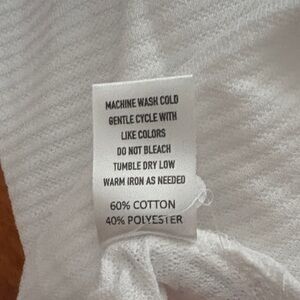 MACHINE WASH COLD
GENTLE CYCLE WITH
LIKE COLORS
DO NOT BLEACH
TUMBLE DRY LOW
WARM IRON AS NEEDED
60% COTTON
40% POLYESTER